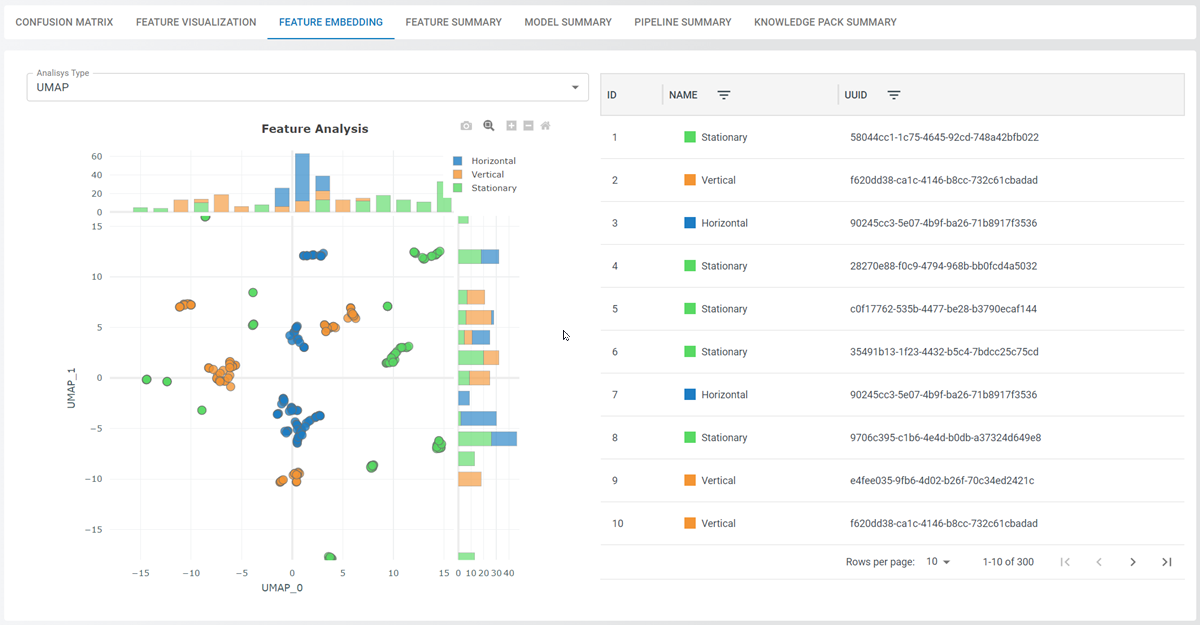 CONFUSION MATRIX FEATURE VISUALIZATION FEATURE EMBEDDING FEATURE SUMMARY MODEL SUMMARY PIPELINE SUMMARY KNOWLEDGE PACK SUMMARY
Analisys Type
UMAP
Feature Analysis
Horizontal
Vertical
Stationary
60
40
20
0
15
10
5
0
−5
−10
−15
UMAP_1
−15 −10 −5 0 5 10 15 0 10 20 30 40
UMAP_0
ID NAME UUID
1 Stationary 58044cc1-1c75-4645-92cd-748a42bfb022
2 Vertical f620dd38-ca1c-4146-b8cc-732c61cbadad
3 Horizontal 90245cc3-5e07-4b9f-ba26-71b8917f3536
4 Stationary 28270e88-f0c9-4794-968b-bb0fcd4a5032
5 Stationary c0f17762-535b-4477-be28-b3790ecaf144
6 Stationary 35491b13-1f23-4432-b5c4-7bdcc25c75cd
7 Horizontal 90245cc3-5e07-4b9f-ba26-71b8917f3536
8 Stationary 9706c395-c1b6-4e4d-b0db-a37324d649e8
9 Vertical e4fee035-9fb6-4d02-b26f-70c34ed2421c
10 Vertical f620dd38-ca1c-4146-b8cc-732c61cbadad
Rows per page: 10 1-10 of 300